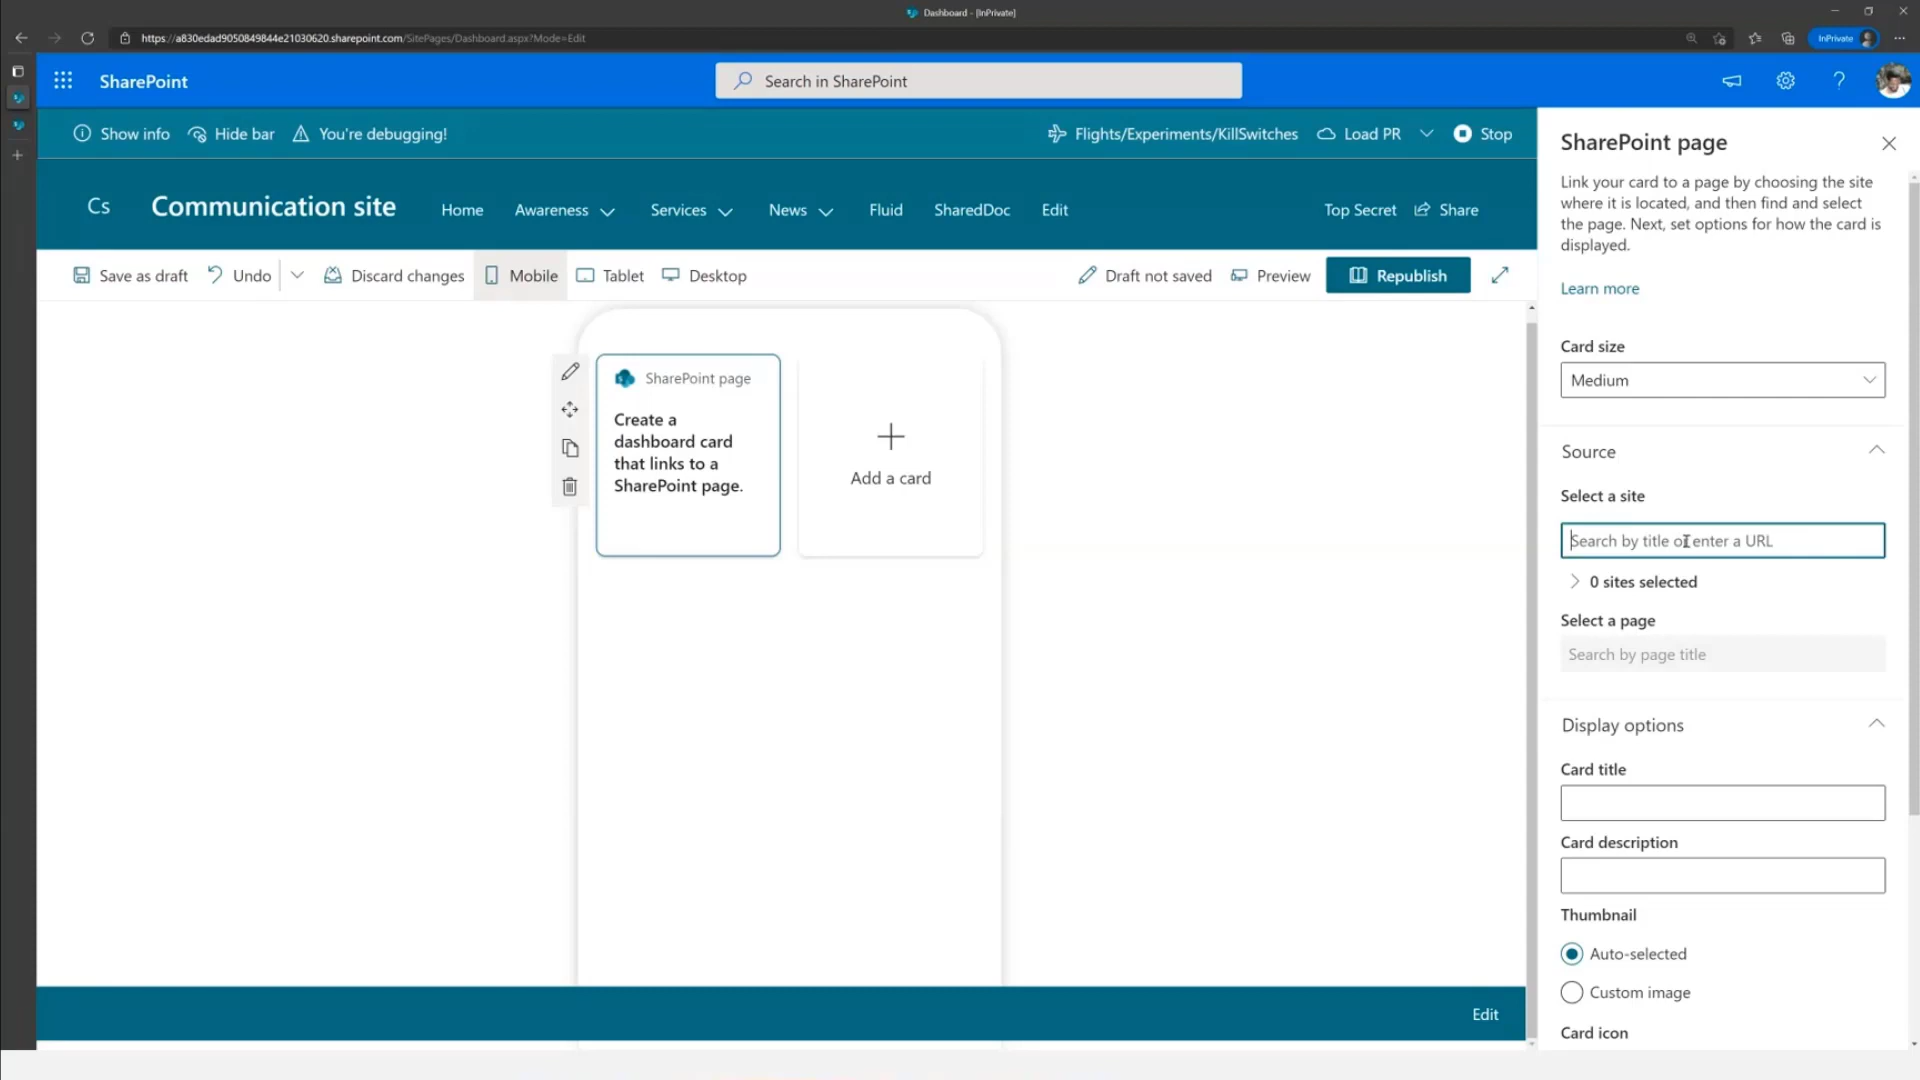 Dashboard - [InPrivate]
https://a830edad9050849844e21030620.sharepoint.com/SitePages/Dashboard.aspx?Mode=Edit
InPrivate
SharePoint
Search in SharePoint
Show info
Hide bar
You're debugging!
Flights/Experiments/KillSwitches
Load PR
Stop
Cs
Communication site
Home
Awareness
Services
News
Fluid
SharedDoc
Edit
Top Secret
Share
Save as draft
Undo
Discard changes
Mobile
Tablet
Desktop
Draft not saved
Preview
Republish
SharePoint page
Create a
dashboard card
that links to a
SharePoint page.
Add a card
Edit
SharePoint page
Link your card to a page by choosing the site
where it is located, and then find and select
the page. Next, set options for how the card is
displayed.
Learn more
Card size
Medium
Source
Select a site
Search by title or enter a URL
0 sites selected
Select a page
Search by page title
Display options
Card title
Card description
Thumbnail
Auto-selected
Custom image
Card icon